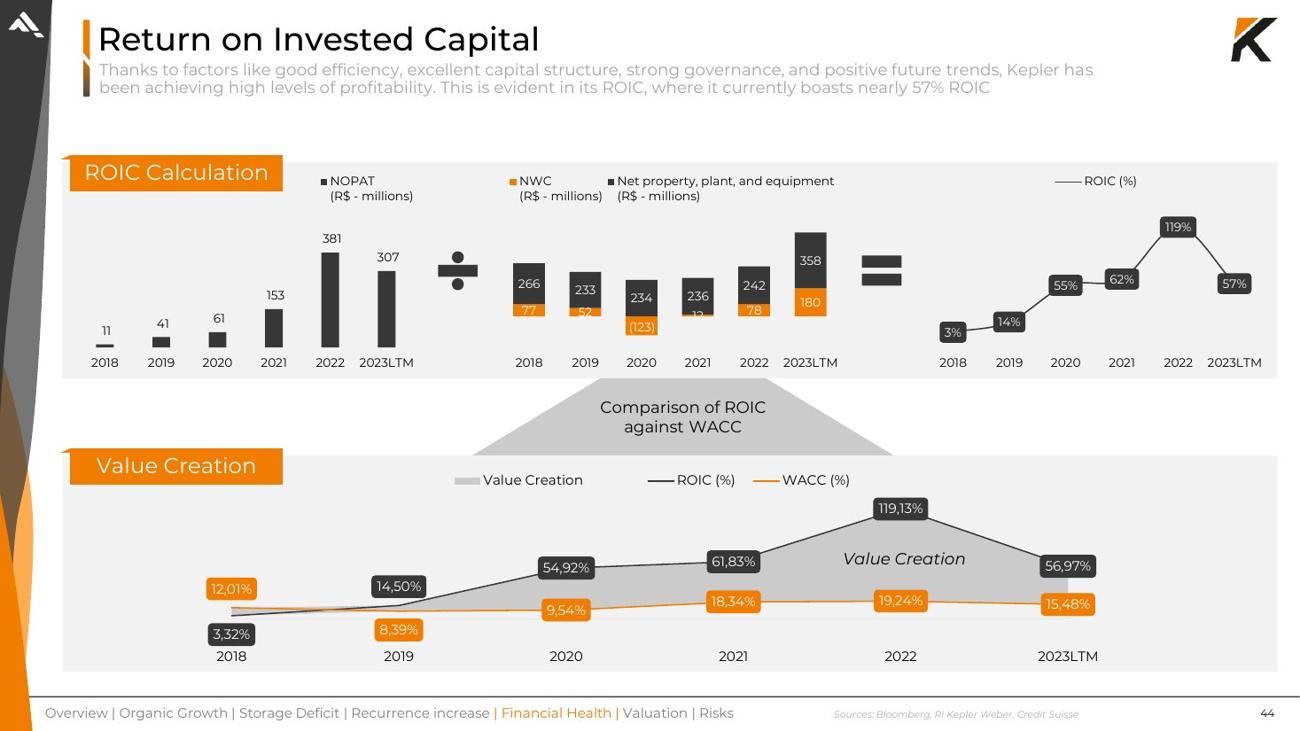 Return on Invested Capital
Thanks to factors like good efficiency, excellent capital structure, strong governance, and positive future trends, Kepler has
been achieving high levels of profitability. This is evident in its ROIC, where it currently boasts nearly 57% ROIC
ROIC Calculation
NOPAT
(R$ - millions)
11
41
61
153
381
307
2018 2019 2020 2021 2022 2023LTM
NWC
(R$ - millions)
Net property, plant, and equipment
(R$ - millions)
266
233
234
236
242
358
77
52
(123)
12
78
180
2018 2019 2020 2021 2022 2023LTM
ROIC (%)
3%
14%
55%
62%
119%
57%
2018 2019 2020 2021 2022 2023LTM
Comparison of ROIC
against WACC
Value Creation
Value Creation ROIC (%) WACC (%)
119,13%
Value Creation
61,83%
54,92%
56,97%
14,50%
12,01%
3,32%
8,39%
9,54%
18,34%
19,24%
15,48%
2018 2019 2020 2021 2022 2023LTM
Overview | Organic Growth | Storage Deficit | Recurrence increase | Financial Health | Valuation | Risks
Sources: Bloomberg, RI Kepler Weber, Credit Suisse
44